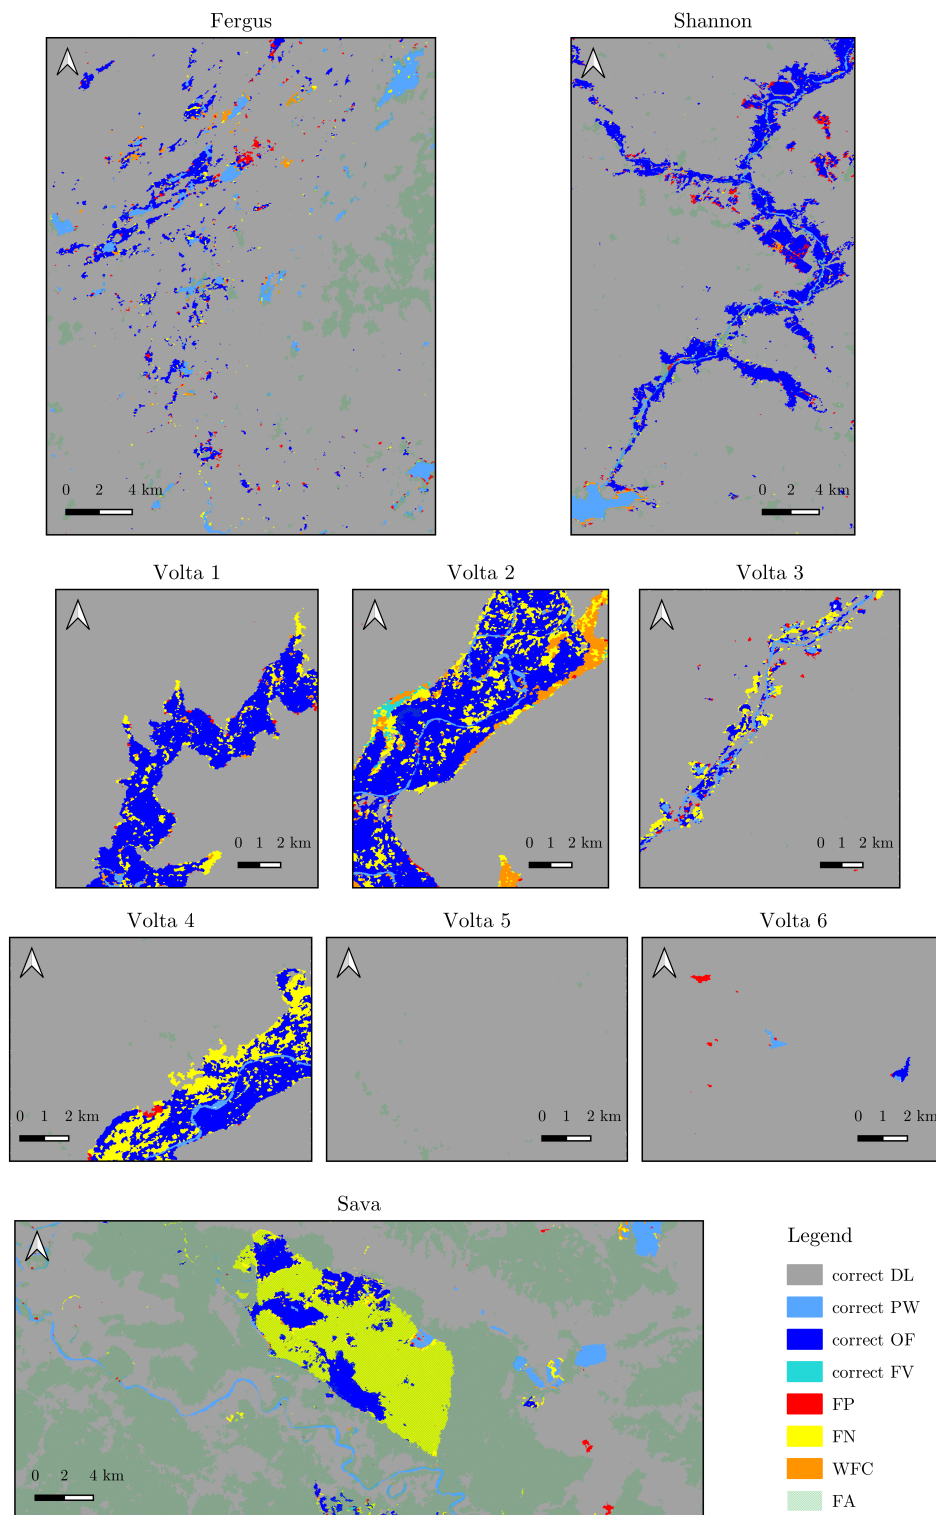 Fergus
Shannon
0 2 4 km
0 2 4 km
Volta 1
Volta 2
Volta 3
0 1 2 km
0 1 2 km
0 1 2 km
Volta 4
Volta 5
Volta 6
0 1 2 km
0 1 2 km
0 1 2 km
Sava
0 2 4 km
Legend
correct DL
correct PW
correct OF
correct FV
FP
FN
WFC
FA